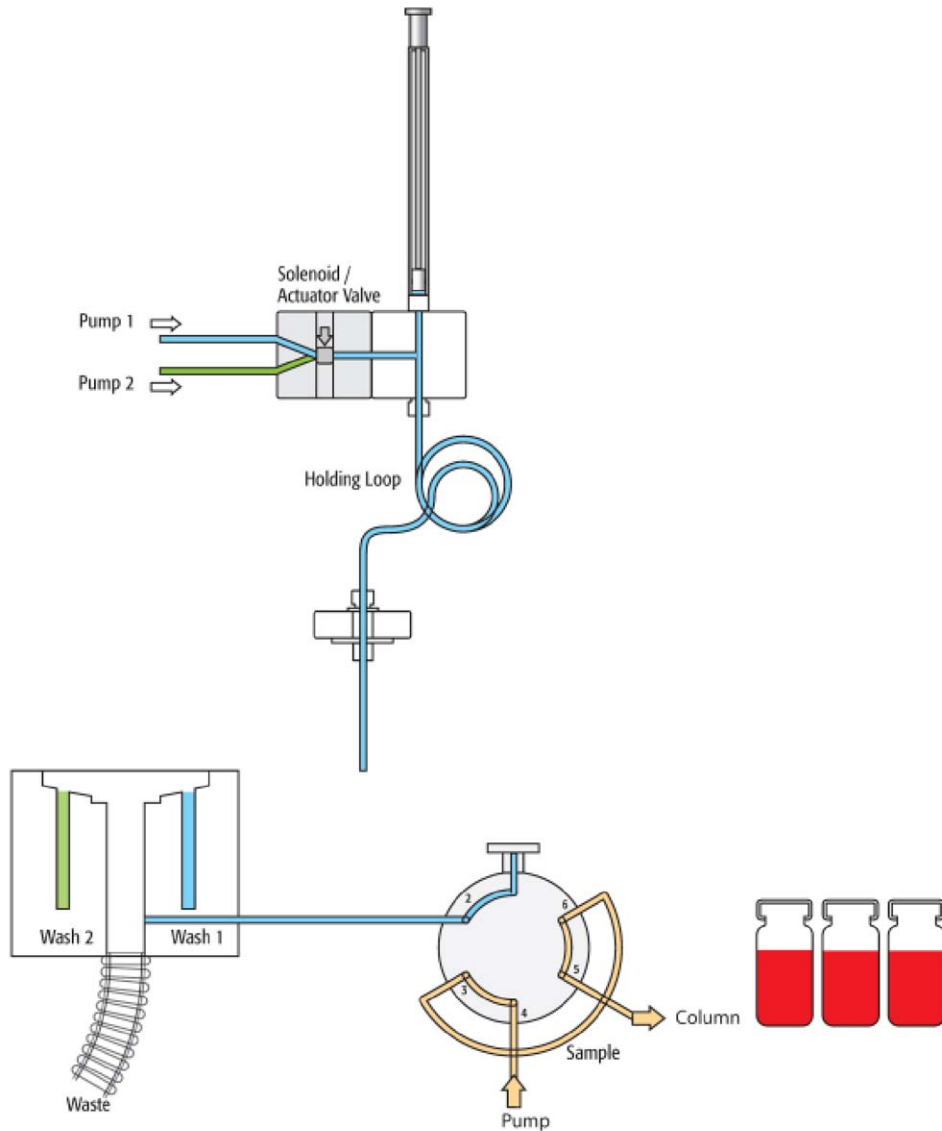 Solenoid /
Actuator Valve
Pump 1
Pump 2
Holding Loop
Wash 2
Wash 1
Waste
2
6
3
5
4
Column
Sample
Pump